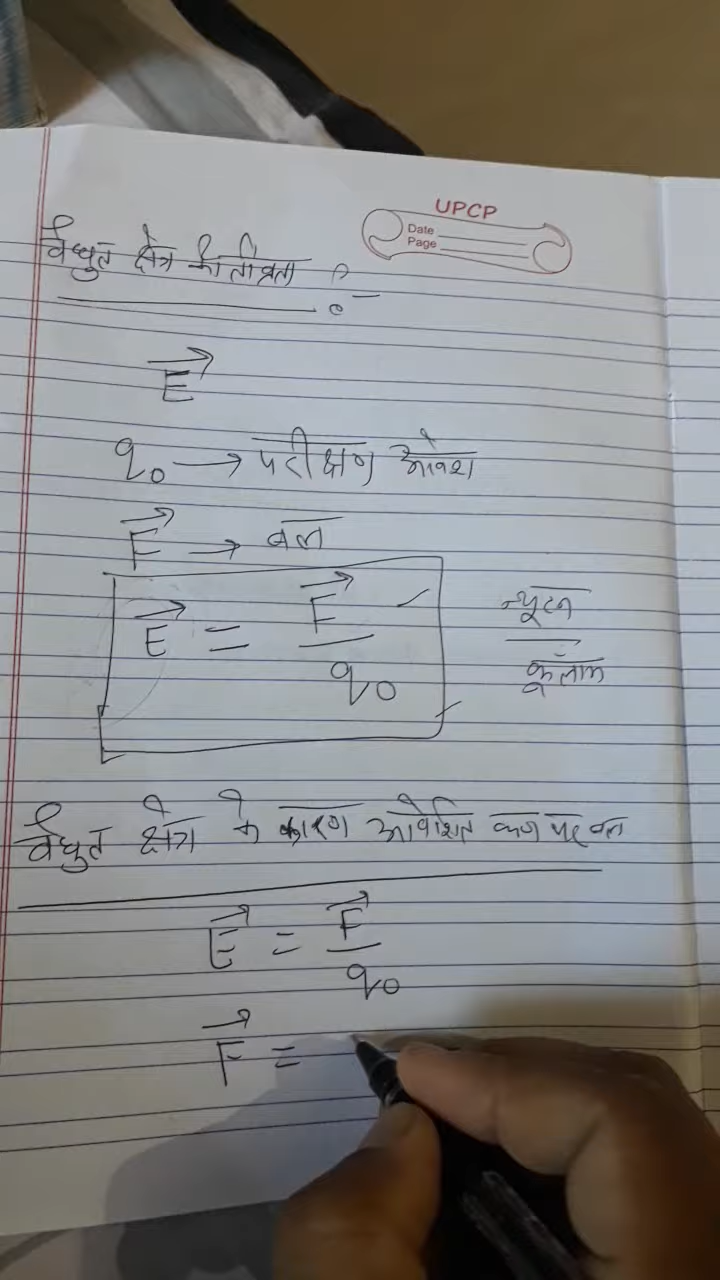 UPCP
Date
Page
विद्युत क्षेत्र की तीव्रता :-
E⃗
q₀ → परीक्षण आवेश
F⃗ → बल
E⃗ = F⃗ / q₀ न्यूटन / कूलाम
विद्युत क्षेत्र के कारण आवेशित कण पर बल
E⃗ = F⃗ / q₀
F⃗ =